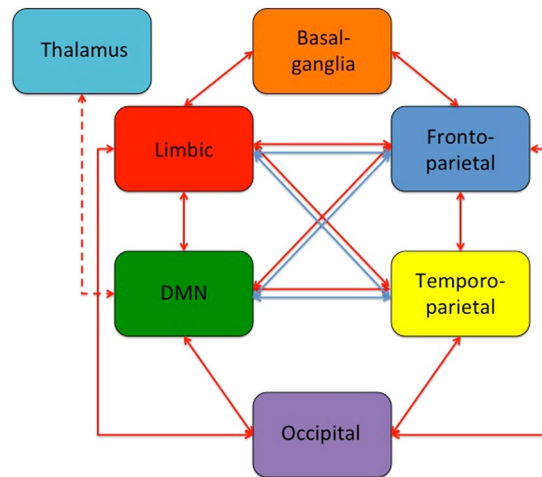 Thalamus
Basal-
ganglia
Limbic
Fronto-
parietal
DMN
Temporo-
parietal
Occipital